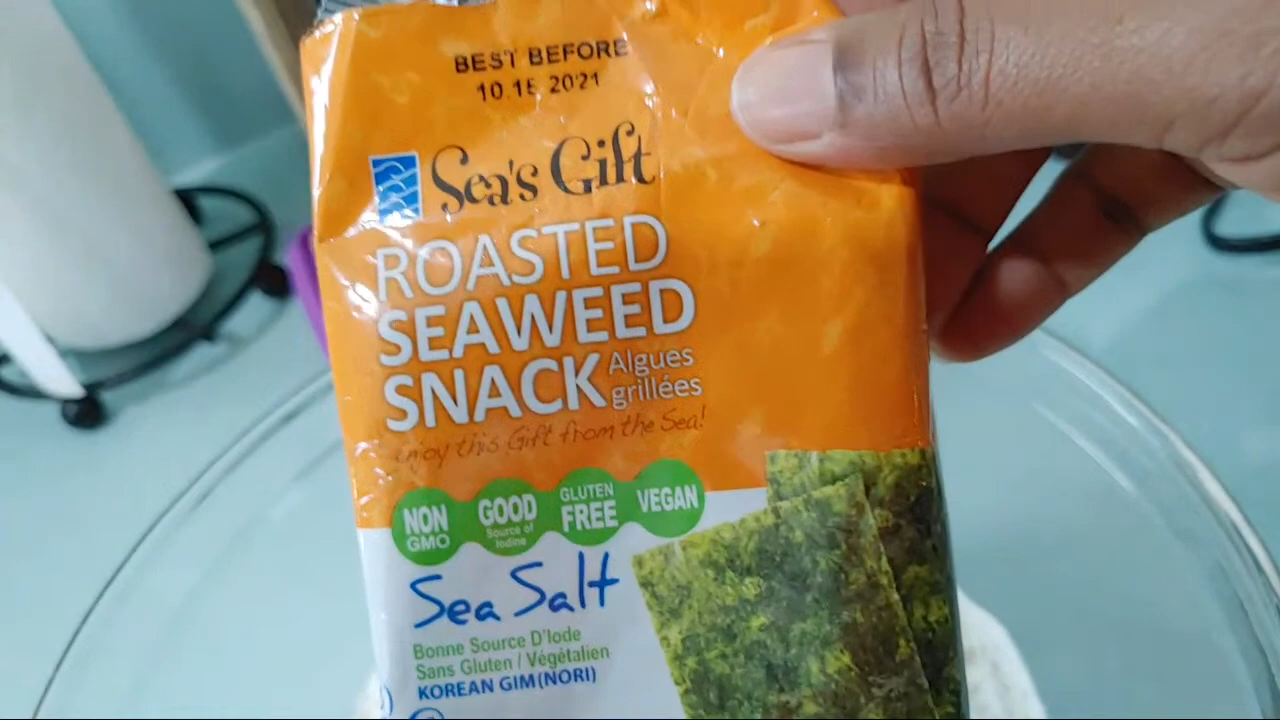 BEST BEFORE
10.15 2021
Sea's Gift
ROASTED
SEAWEED
SNACK
Algues
grillées
Enjoy this Gift from the Sea!
NON
GMO
GOOD
Source of
Iodine
GLUTEN
FREE
VEGAN
Sea Salt
Bonne Source D'Iode
Sans Gluten / Végétalien
KOREAN GIM(NORI)